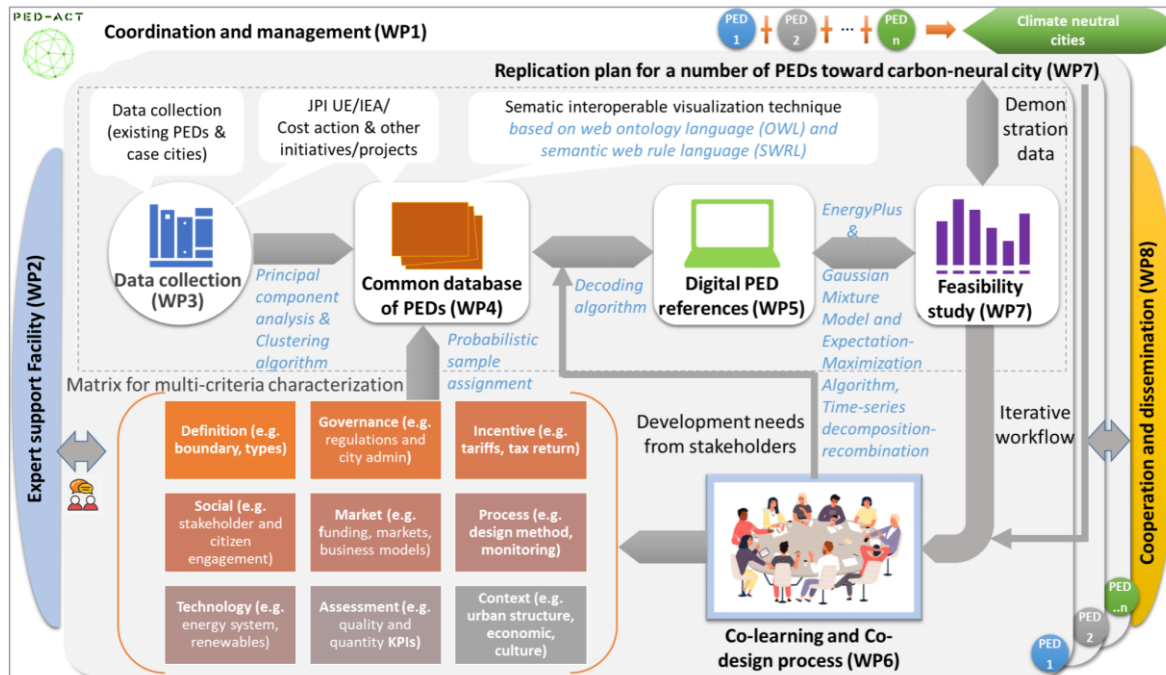 PED-ACT
Coordination and management (WP1)
PED
1
PED
2
...
PED
n
Climate neutral
cities
Replication plan for a number of PEDs toward carbon-neural city (WP7)
Data collection
(existing PEDs &
case cities)
JPI UE/IEA/
Cost action & other
initiatives/projects
Sematic interoperable visualization technique
based on web ontology language (OWL) and
semantic web rule language (SWRL)
Demon
stration
data
Data collection
(WP3)
Principal
component
analysis &
Clustering
algorithm
Common database
of PEDs (WP4)
Probabilistic
sample
assignment
Decoding
algorithm
Digital PED
references (WP5)
EnergyPlus
&
Gaussian
Mixture
Model and
Expectation-
Maximization
Algorithm,
Time-series
decomposition-
recombination
Feasibility
study (WP7)
Expert support Facility (WP2)
Cooperation and dissemination (WP8)
Matrix for multi-criteria characterization
Definition (e.g.
boundary, types)
Governance (e.g.
regulations and
city admin)
Incentive (e.g.
tariffs, tax return)
Social (e.g.
stakeholder and
citizen
engagement)
Market (e.g.
funding, markets,
business models)
Process (e.g.
design method,
monitoring)
Technology (e.g.
energy system,
renewables)
Assessment (e.g.
quality and
quantity KPIs)
Context (e.g.
urban structure,
economic,
culture)
Development needs
from stakeholders
Iterative
workflow
Co-learning and Co-
design process (WP6)
PED
..n
PED
2
PED
1